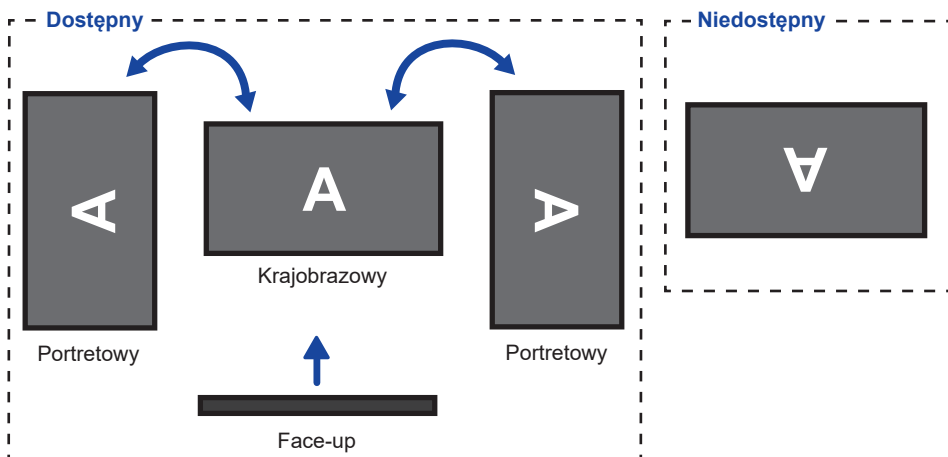 Dostępny
Niedostępny
A
A
A
A
Krajobrazowy
Portretowy
Portretowy
Face-up